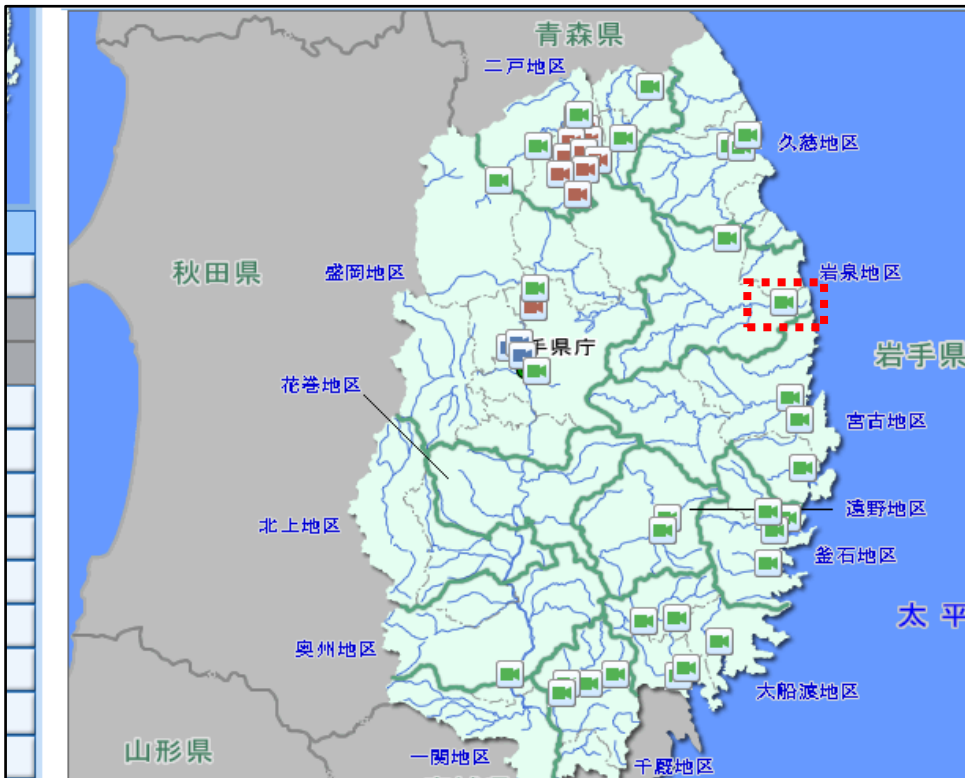 青森県
二戸地区
久慈地区
秋田県
盛岡地区
岩泉地区
手県庁
岩手県
花巻地区
宮古地区
遠野地区
北上地区
釜石地区
太平
奥州地区
大船渡地区
山形県
一関地区
千厩地区